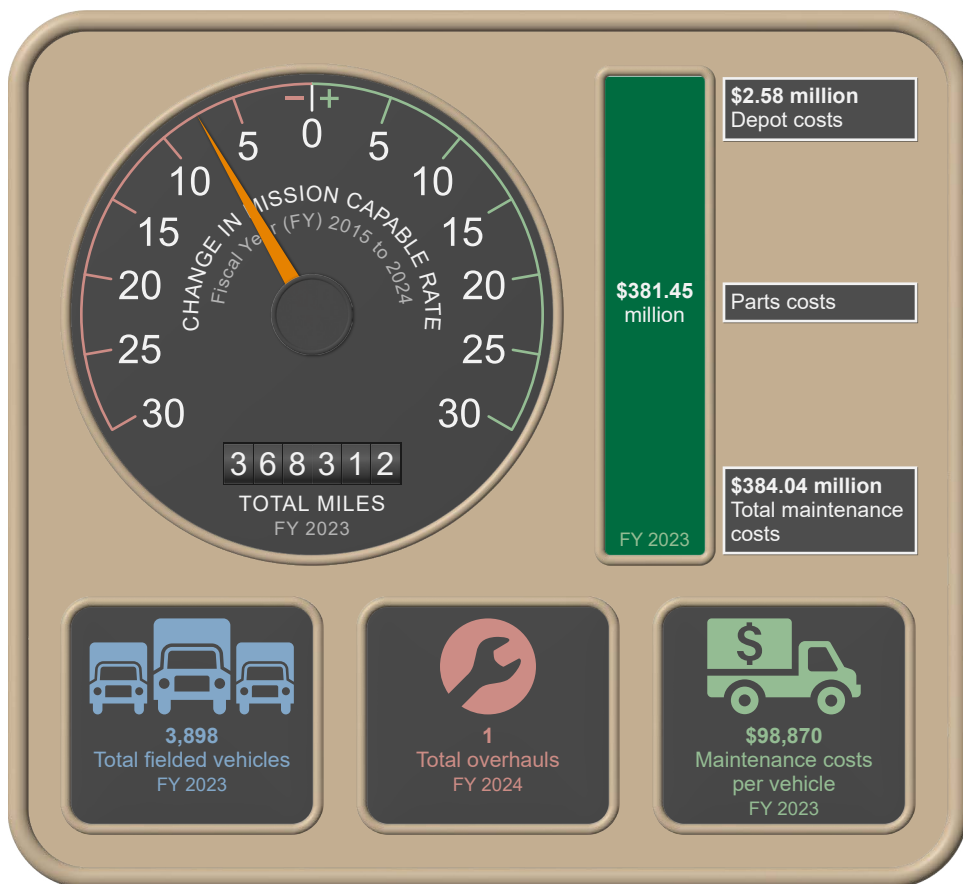 − +
0
5
5
10
10
15
15
20
20
25
25
30
30
CHANGE IN MISSION CAPABLE RATE
Fiscal Year (FY) 2015 to 2024
368312
TOTAL MILES
FY 2023
$2.58 million
Depot costs
$381.45
million
Parts costs
$384.04 million
Total maintenance
costs
FY 2023
3,898
Total fielded vehicles
FY 2023
1
Total overhauls
FY 2024
$
$98,870
Maintenance costs
per vehicle
FY 2023